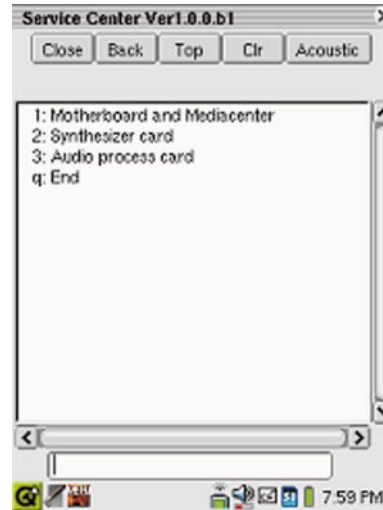 Service Center Ver1.0.0.b1
Close Back Top Clr Acoustic
1: Motherboard and Mediacenter
2: Synthesizer card
3: Audio process card
q: End
7:59 PM